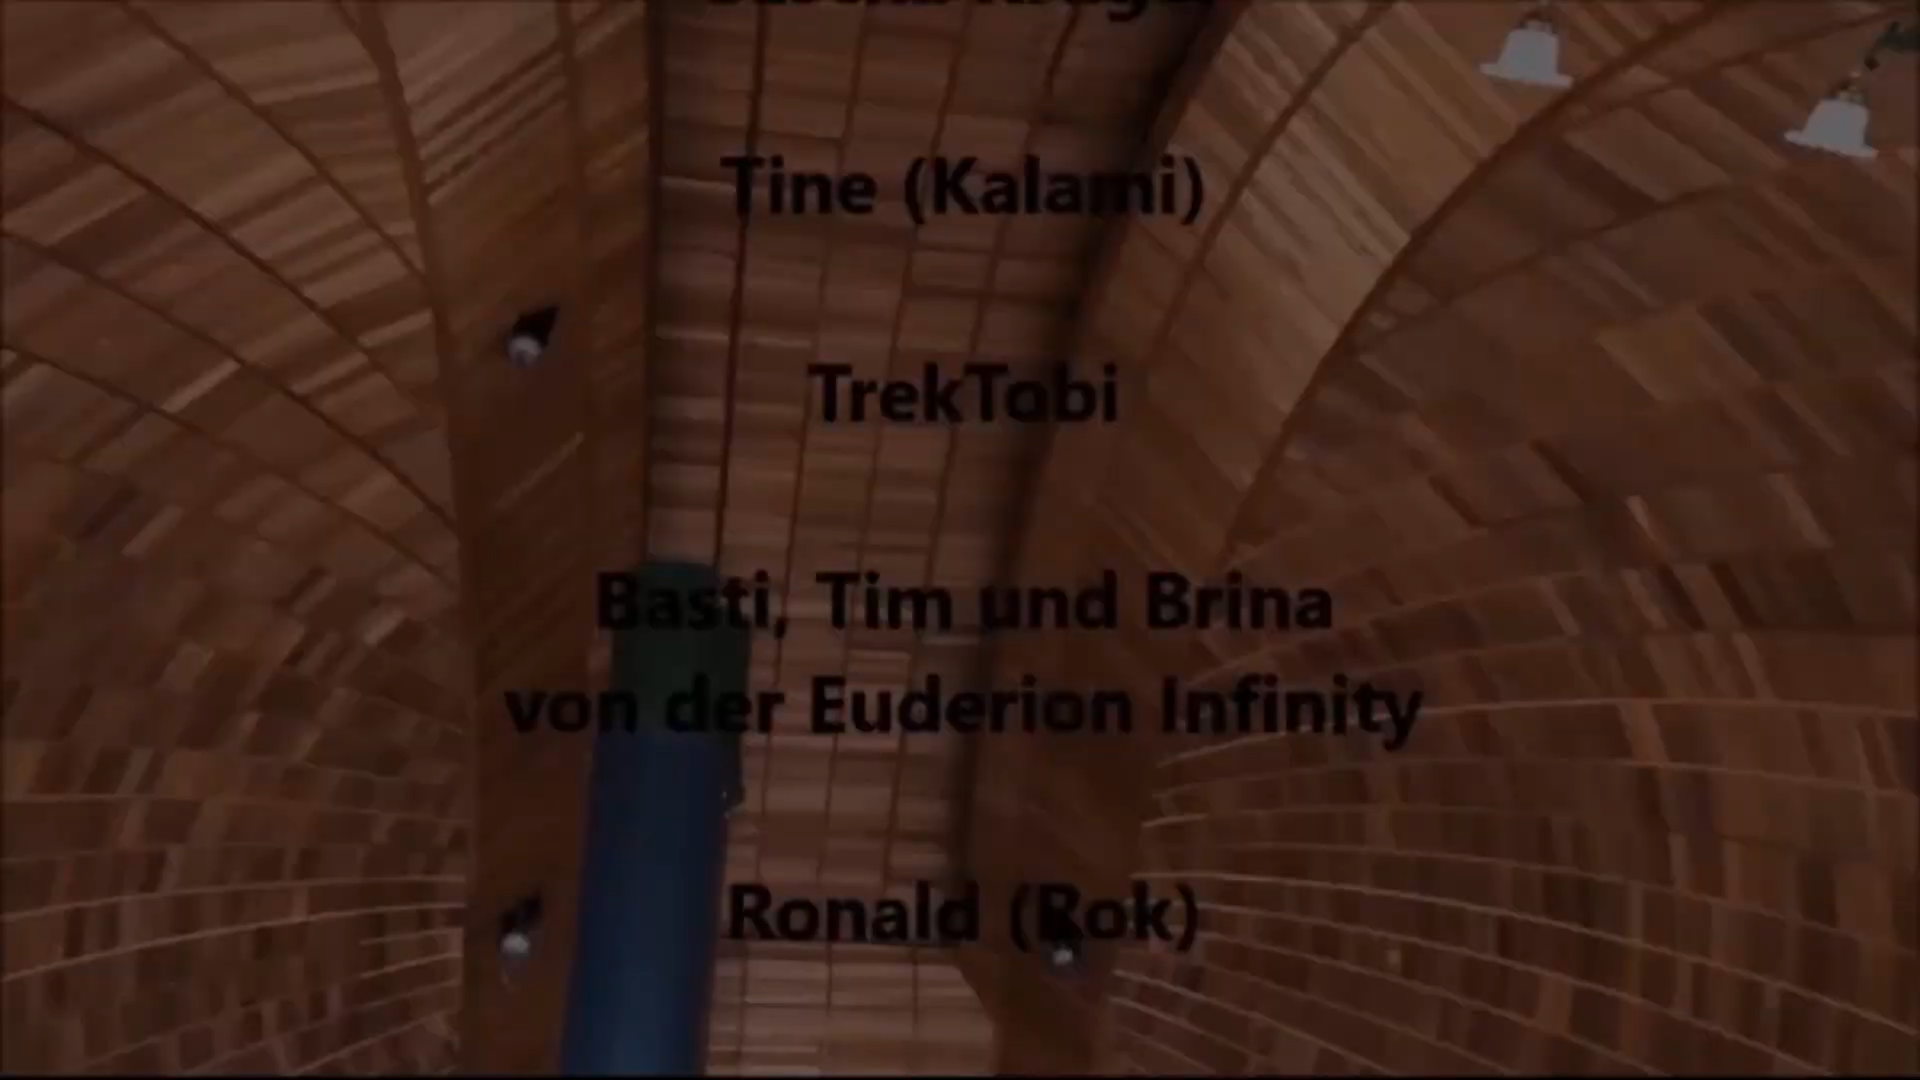 Tine (Kalami)
TrekTobi
Basti, Tim und Brina
von der Euderion Infinity
Ronald (Rok)